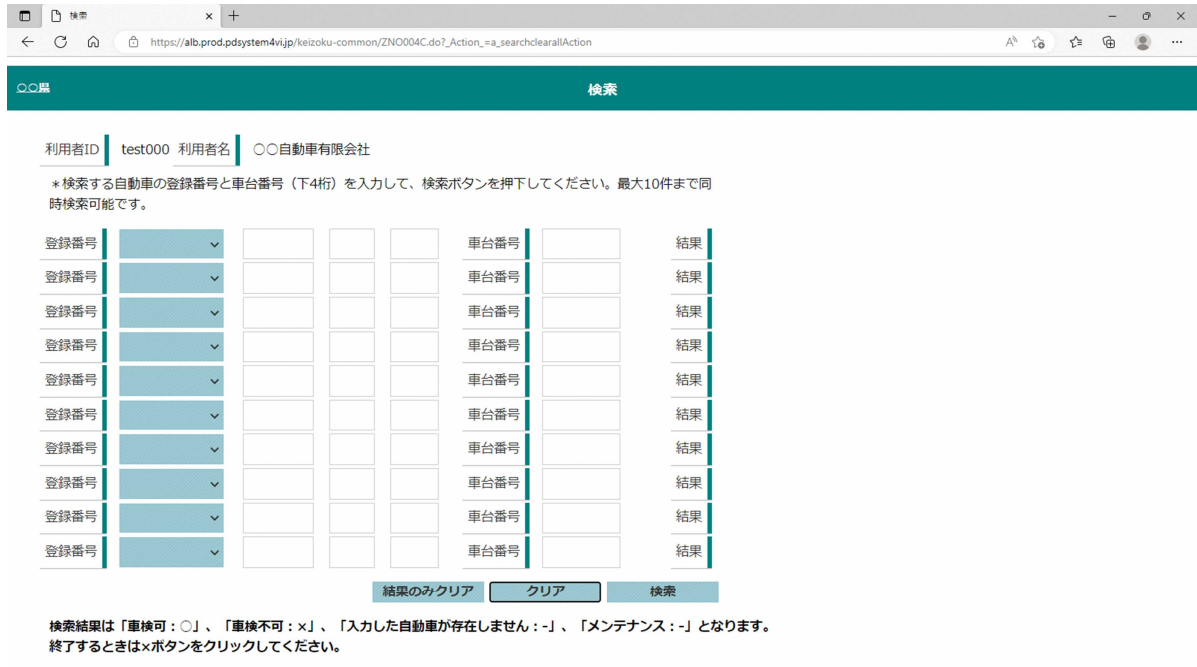 検索
https://alb.prod.pdsystem4vi.jp/keizoku-common/ZNO004C.do?_Action_=a_searchclearallAction
○○県 検索
利用者ID test000 利用者名 ○○自動車有限会社
＊検索する自動車の登録番号と車台番号（下4桁）を入力して、検索ボタンを押下してください。最大10件まで同
時検索可能です。
登録番号 車台番号 結果
登録番号 車台番号 結果
登録番号 車台番号 結果
登録番号 車台番号 結果
登録番号 車台番号 結果
登録番号 車台番号 結果
登録番号 車台番号 結果
登録番号 車台番号 結果
登録番号 車台番号 結果
登録番号 車台番号 結果
結果のみクリア クリア 検索
検索結果は「車検可：○」、「車検不可：×」、「入力した自動車が存在しません：-」、「メンテナンス：-」となります。
終了するときは×ボタンをクリックしてください。